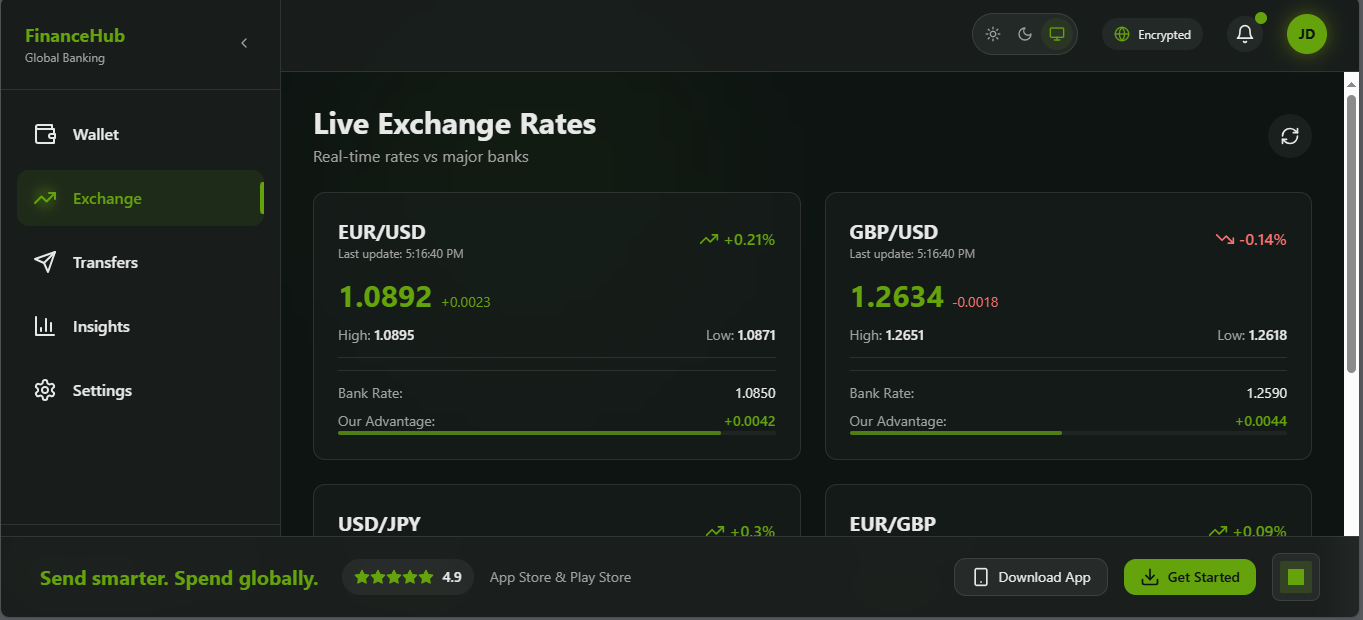 FinanceHub
Global Banking
Encrypted
JD
Wallet
Exchange
Transfers
Insights
Settings
Live Exchange Rates
Real-time rates vs major banks
EUR/USD
+0.21%
Last update: 5:16:40 PM
1.0892 +0.0023
High: 1.0895 Low: 1.0871
Bank Rate: 1.0850
Our Advantage: +0.0042
GBP/USD
-0.14%
Last update: 5:16:40 PM
1.2634 -0.0018
High: 1.2651 Low: 1.2618
Bank Rate: 1.2590
Our Advantage: +0.0044
USD/JPY
+0.3%
EUR/GBP
+0.09%
Send smarter. Spend globally.
4.9
App Store & Play Store
Download App
Get Started